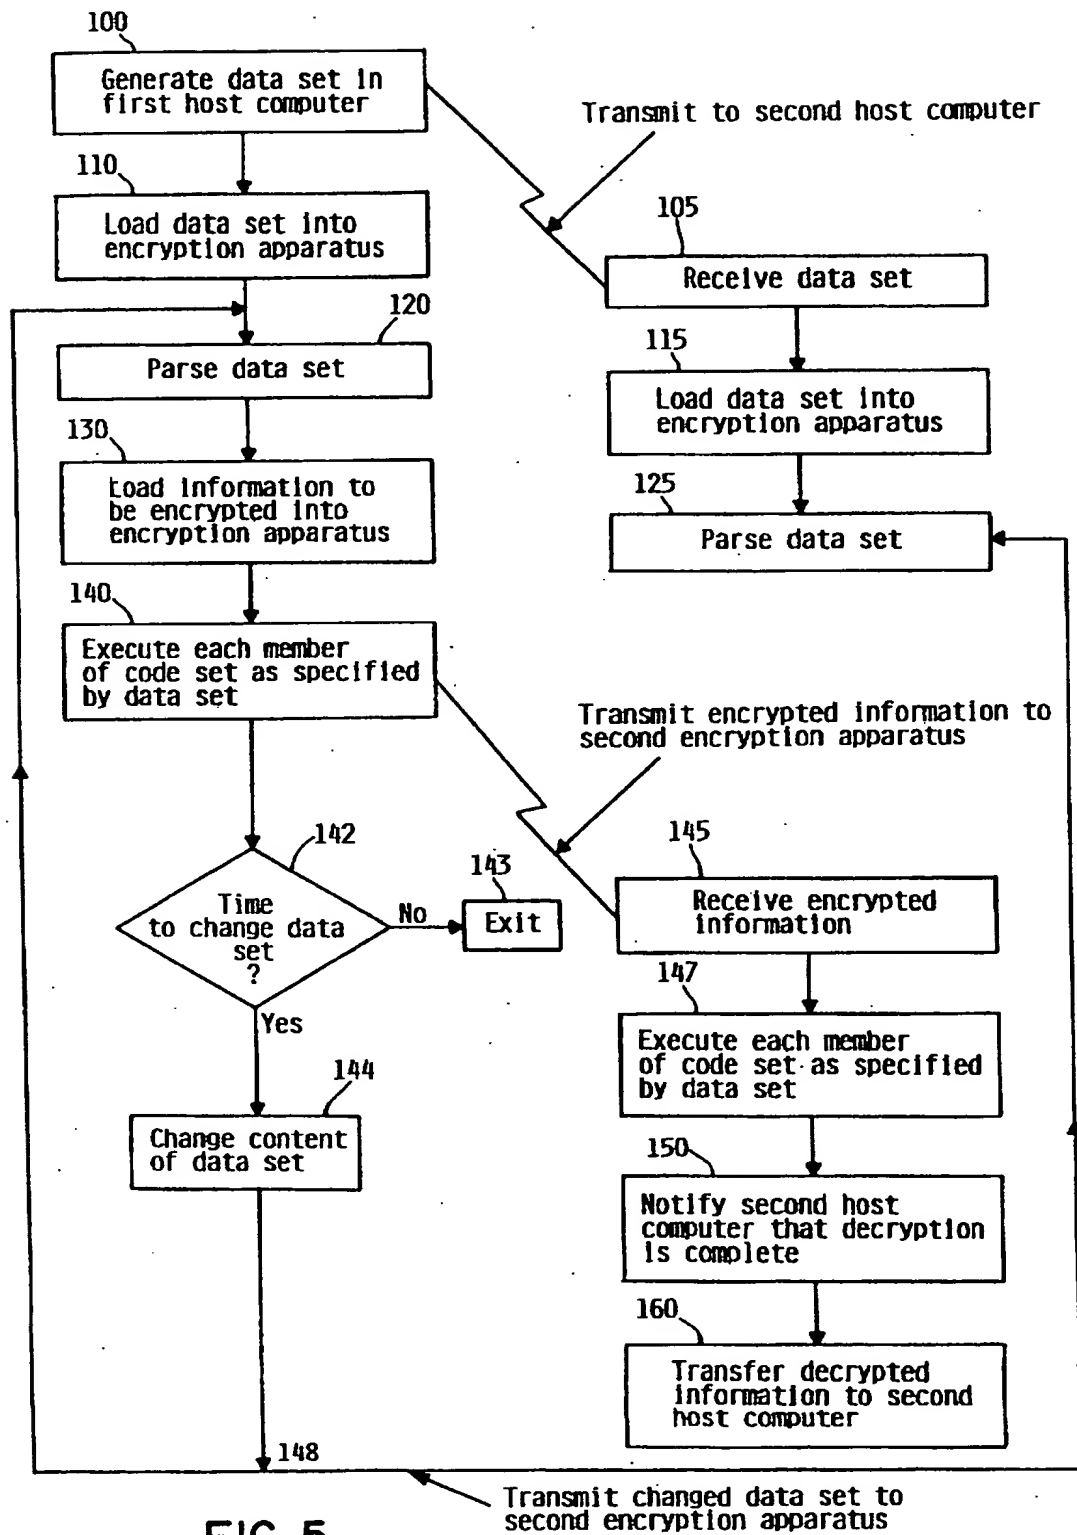 100
Generate data set in
first host computer
Transmit to second host computer
110
Load data set into
encryption apparatus
105
Receive data set
120
Parse data set
115
Load data set into
encryption apparatus
130
Load information to
be encrypted into
encryption apparatus
125
Parse data set
140
Execute each member
of code set as specified
by data set
Transmit encrypted information to
second encryption apparatus
142
Time
to change data
set
?
No
143
Exit
Yes
145
Receive encrypted
information
147
Execute each member
of code set as specified
by data set
144
Change content
of data set
150
Notify second host
computer that decryption
is complete
160
Transfer decrypted
information to second
host computer
148
Transmit changed data set to
second encryption apparatus
FIG. 5